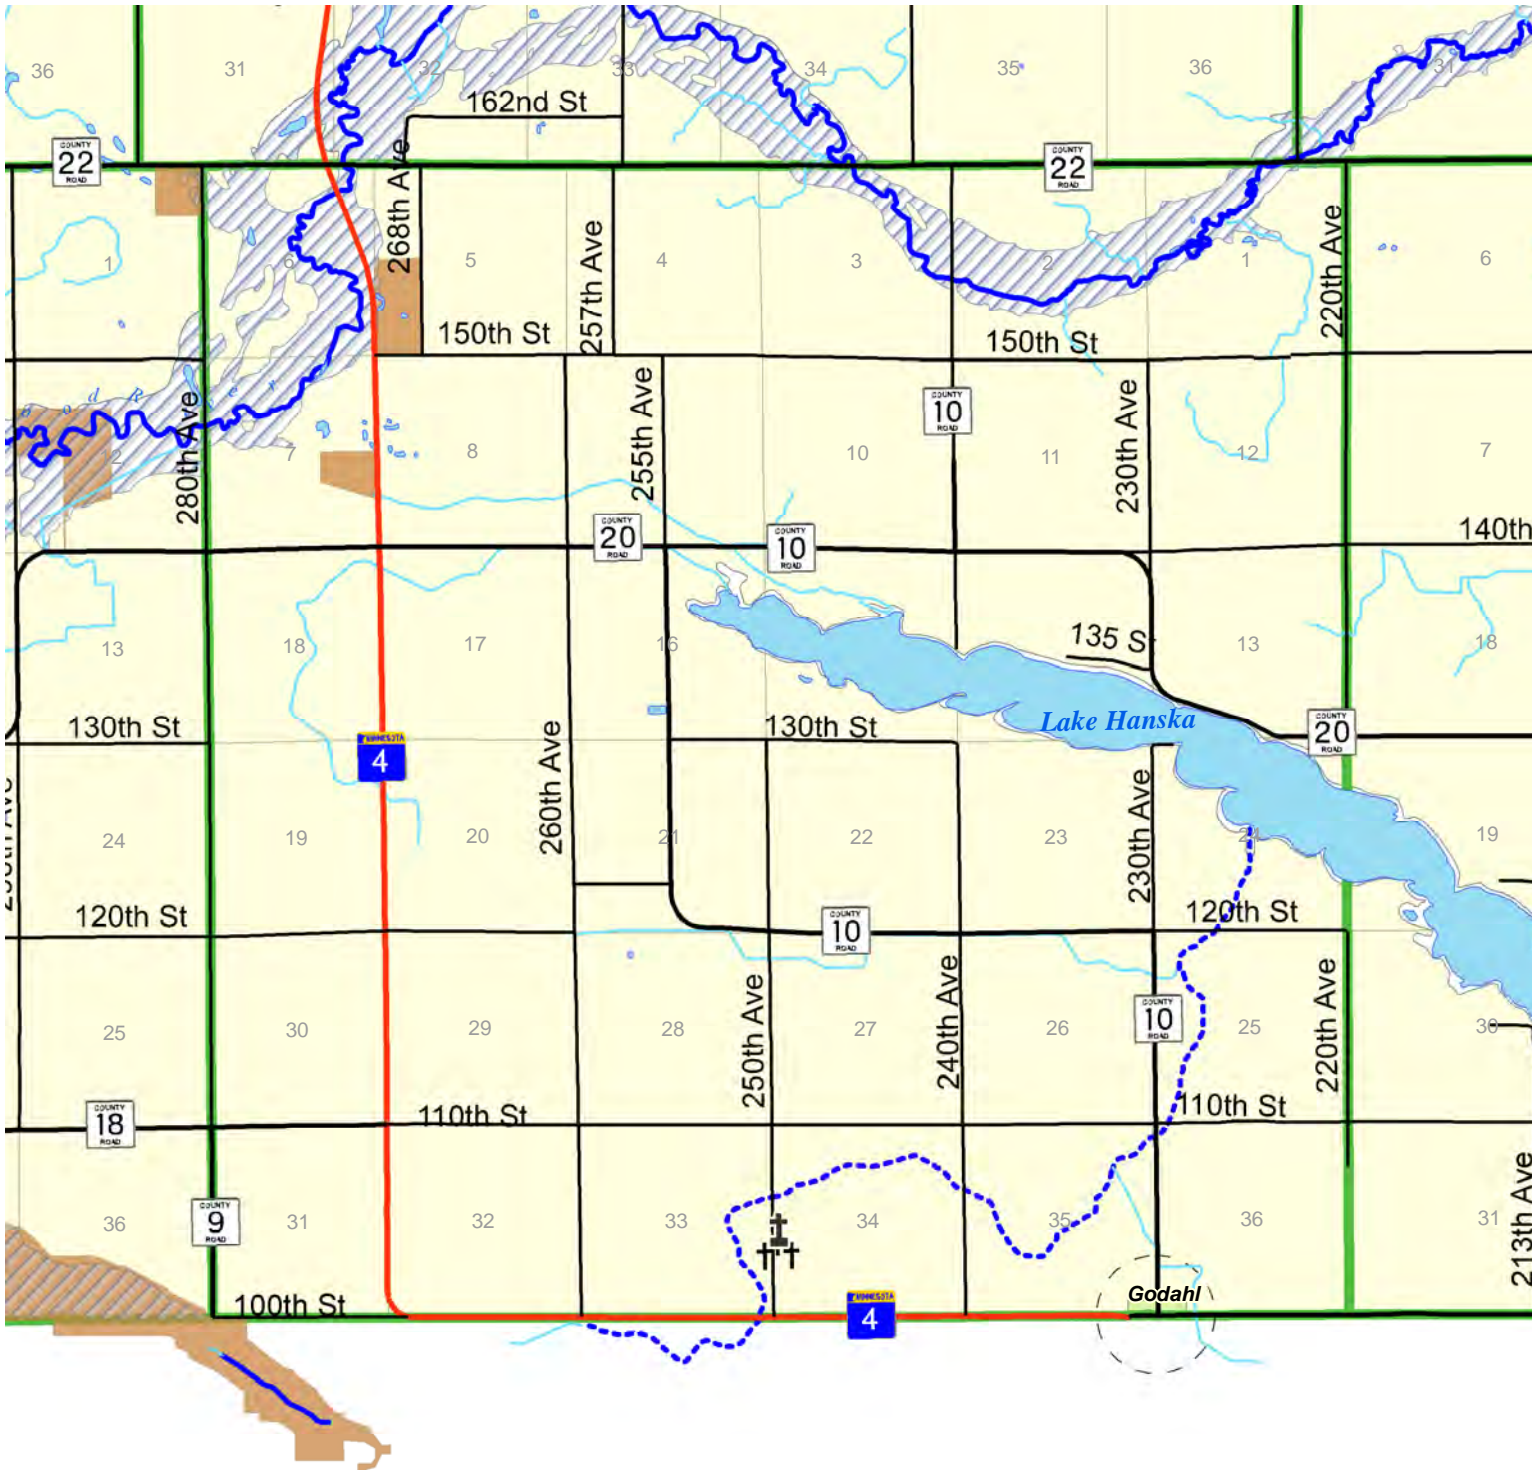 36
31
32
33
34
35
36
31
162nd St
COUNTY
22
ROAD
COUNTY
22
ROAD
268th Ave
257th Ave
220th Ave
1
6
5
4
3
2
1
6
150th St
150th St
d R
e r
280th Ave
255th Ave
COUNTY
10
ROAD
230th Ave
12
7
8
10
11
12
7
COUNTY
20
ROAD
COUNTY
10
ROAD
140th
13
18
17
16
135 St
13
18
Lake Hanska
130th St
130th St
COUNTY
20
ROAD
MINNESOTA
4
260th Ave
230th Ave
24
19
20
21
22
23
24
19
120th St
120th St
COUNTY
10
ROAD
250th Ave
240th Ave
220th Ave
COUNTY
10
ROAD
25
30
29
28
27
26
25
30
COUNTY
18
ROAD
110th St
110th St
213th Ave
COUNTY
9
ROAD
36
31
32
33
34
35
36
31
100th St
MINNESOTA
4
Godahl